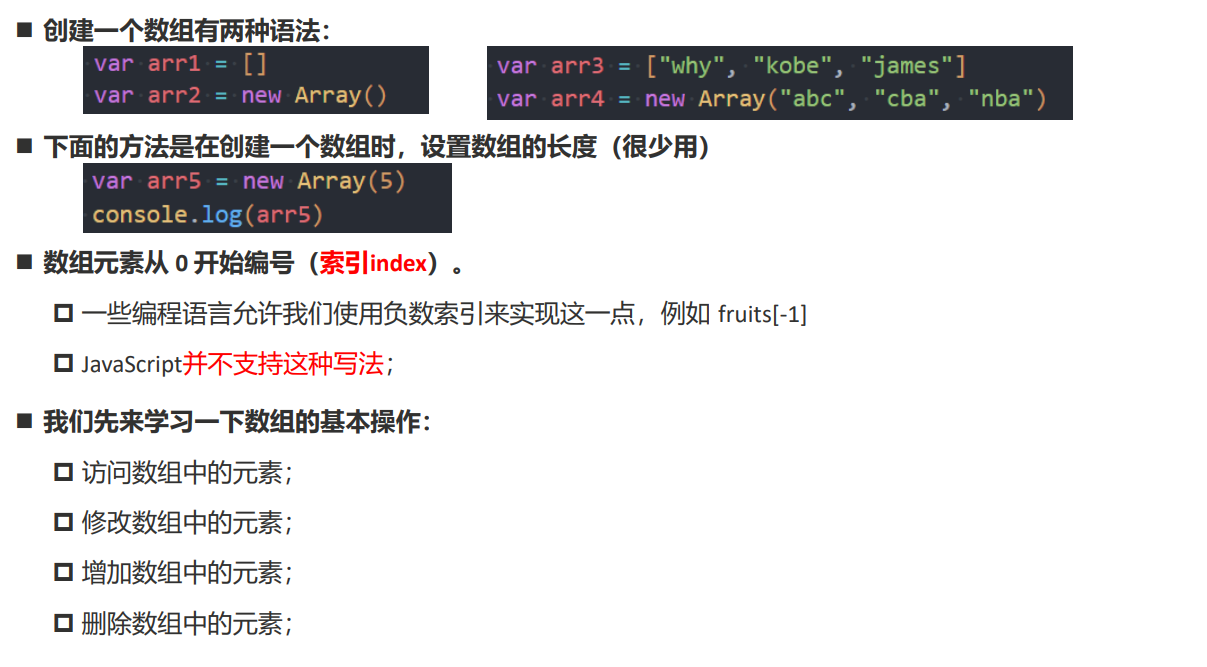 创建一个数组有两种语法：
var arr1 = []
var arr2 = new Array()
var arr3 = ["why", "kobe", "james"]
var arr4 = new Array("abc", "cba", "nba")
下面的方法是在创建一个数组时，设置数组的长度（很少用）
var arr5 = new Array(5)
console.log(arr5)
数组元素从 0 开始编号（索引index）。
一些编程语言允许我们使用负数索引来实现这一点，例如 fruits[-1]
JavaScript并不支持这种写法；
我们先来学习一下数组的基本操作：
访问数组中的元素；
修改数组中的元素；
增加数组中的元素；
删除数组中的元素；